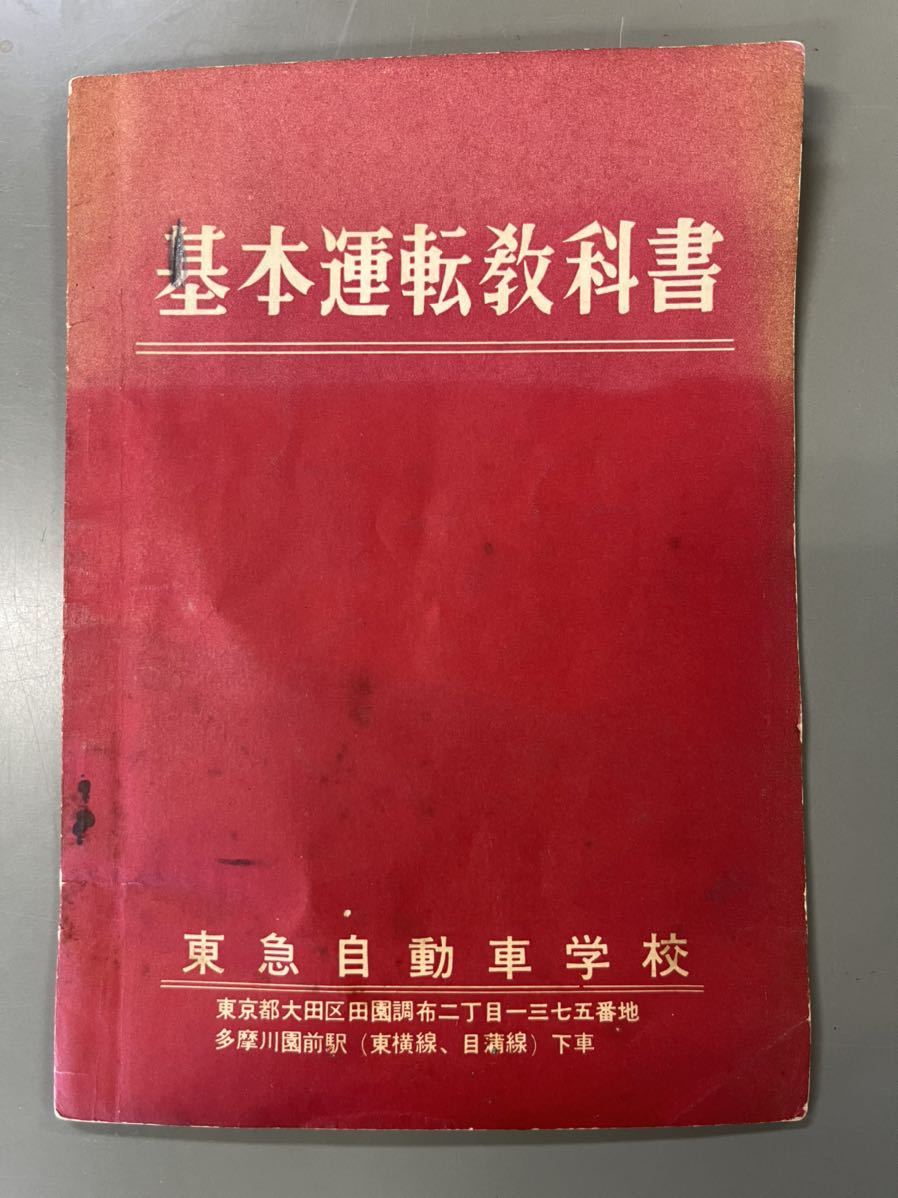 基本運転教科書
東急自動車学校
東京都大田区田園調布二丁目一三七五番地
多摩川園前駅（東横線、目蒲線）下車